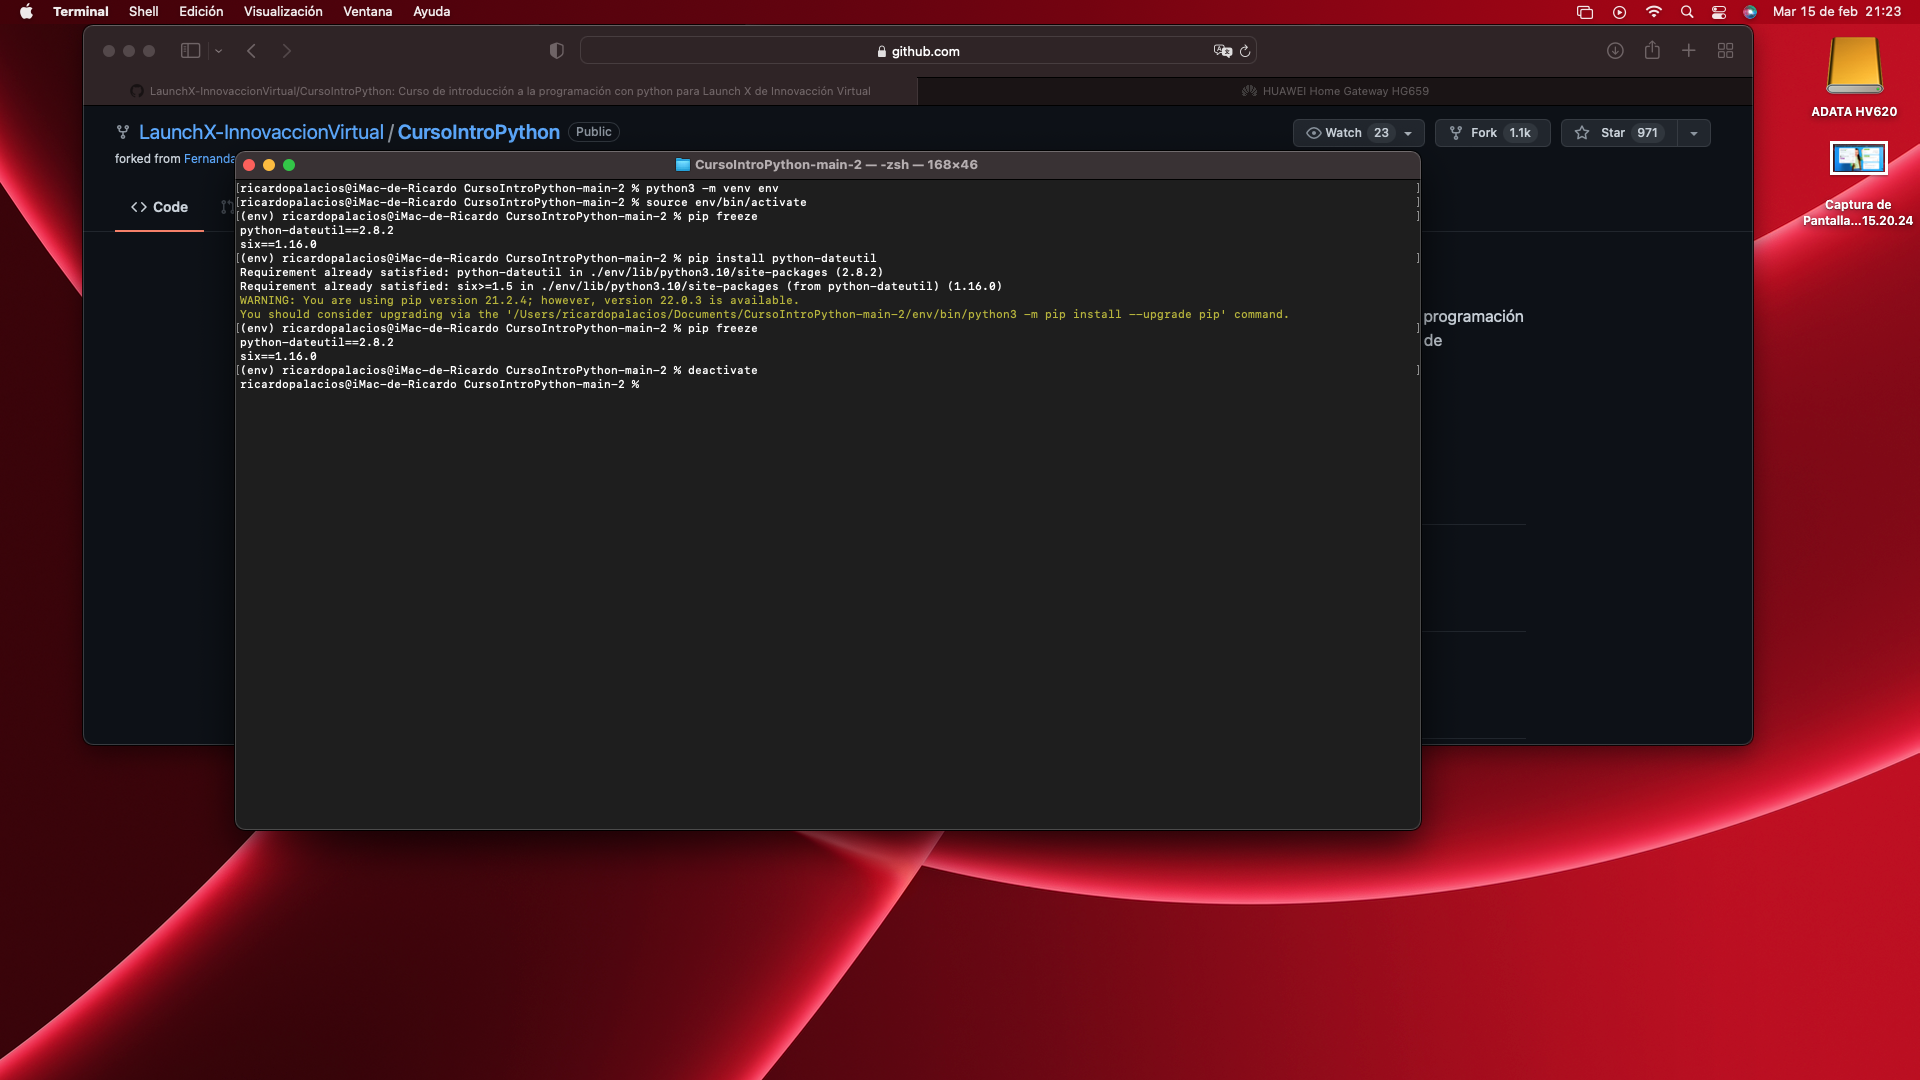 Terminal Shell Edición Visualización Ventana Ayuda Mar 15 de feb 21:23
github.com
LaunchX-InnovaccionVirtual/CursoIntroPython: Curso de introducción a la programación con python para Launch X de Innovacción Virtual
HUAWEI Home Gateway HG659
LaunchX-InnovaccionVirtual / CursoIntroPython Public
Watch 23 Fork 1.1k Star 971
forked from Fernanda
Code
CursoIntroPython-main-2 — -zsh — 168×46
[ricardopalacios@iMac-de-Ricardo CursoIntroPython-main-2 % python3 -m venv env ]
[ricardopalacios@iMac-de-Ricardo CursoIntroPython-main-2 % source env/bin/activate ]
[(env) ricardopalacios@iMac-de-Ricardo CursoIntroPython-main-2 % pip freeze ]
python-dateutil==2.8.2
six==1.16.0
[(env) ricardopalacios@iMac-de-Ricardo CursoIntroPython-main-2 % pip install python-dateutil ]
Requirement already satisfied: python-dateutil in ./env/lib/python3.10/site-packages (2.8.2)
Requirement already satisfied: six>=1.5 in ./env/lib/python3.10/site-packages (from python-dateutil) (1.16.0)
WARNING: You are using pip version 21.2.4; however, version 22.0.3 is available.
You should consider upgrading via the '/Users/ricardopalacios/Documents/CursoIntroPython-main-2/env/bin/python3 -m pip install --upgrade pip' command.
[(env) ricardopalacios@iMac-de-Ricardo CursoIntroPython-main-2 % pip freeze ]
python-dateutil==2.8.2
six==1.16.0
[(env) ricardopalacios@iMac-de-Ricardo CursoIntroPython-main-2 % deactivate ]
ricardopalacios@iMac-de-Ricardo CursoIntroPython-main-2 %
programación
de
ADATA HV620
Captura de
Pantalla...15.20.24